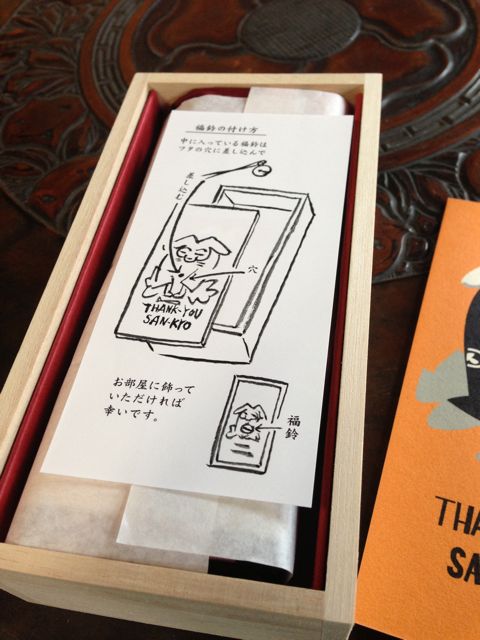 福鈴の付け方
中に入っている福鈴は
フタの穴に差し込んで
差し込む
穴
THANK-YOU
SAN-KYO
お部屋に飾って
いただければ
幸いです。
福鈴
THA
SA